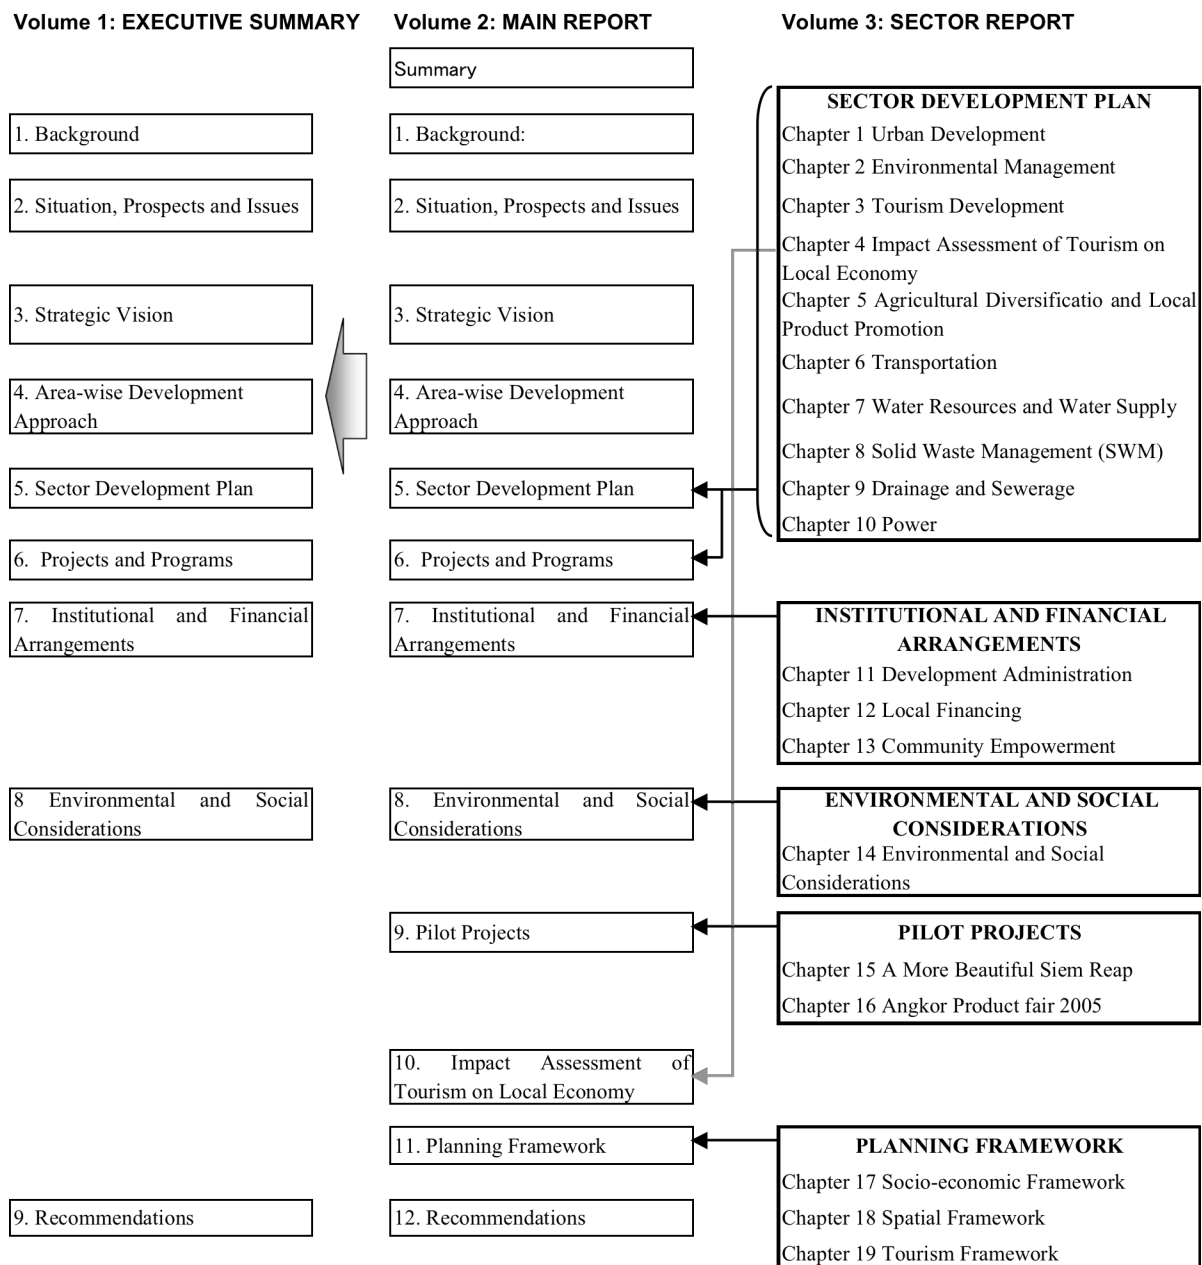 Volume 1: EXECUTIVE SUMMARY
1. Background
2. Situation, Prospects and Issues
3. Strategic Vision
4. Area-wise Development
Approach
5. Sector Development Plan
6. Projects and Programs
7. Institutional and Financial
Arrangements
8 Environmental and Social
Considerations
9. Recommendations
Volume 2: MAIN REPORT
Summary
1. Background:
2. Situation, Prospects and Issues
3. Strategic Vision
4. Area-wise Development
Approach
5. Sector Development Plan
6. Projects and Programs
7. Institutional and Financial
Arrangements
8. Environmental and Social
Considerations
9. Pilot Projects
10. Impact Assessment of
Tourism on Local Economy
11. Planning Framework
12. Recommendations
Volume 3: SECTOR REPORT
SECTOR DEVELOPMENT PLAN
Chapter 1 Urban Development
Chapter 2 Environmental Management
Chapter 3 Tourism Development
Chapter 4 Impact Assessment of Tourism on
Local Economy
Chapter 5 Agricultural Diversificatio and Local
Product Promotion
Chapter 6 Transportation
Chapter 7 Water Resources and Water Supply
Chapter 8 Solid Waste Management (SWM)
Chapter 9 Drainage and Sewerage
Chapter 10 Power
INSTITUTIONAL AND FINANCIAL
ARRANGEMENTS
Chapter 11 Development Administration
Chapter 12 Local Financing
Chapter 13 Community Empowerment
ENVIRONMENTAL AND SOCIAL
CONSIDERATIONS
Chapter 14 Environmental and Social
Considerations
PILOT PROJECTS
Chapter 15 A More Beautiful Siem Reap
Chapter 16 Angkor Product fair 2005
PLANNING FRAMEWORK
Chapter 17 Socio-economic Framework
Chapter 18 Spatial Framework
Chapter 19 Tourism Framework